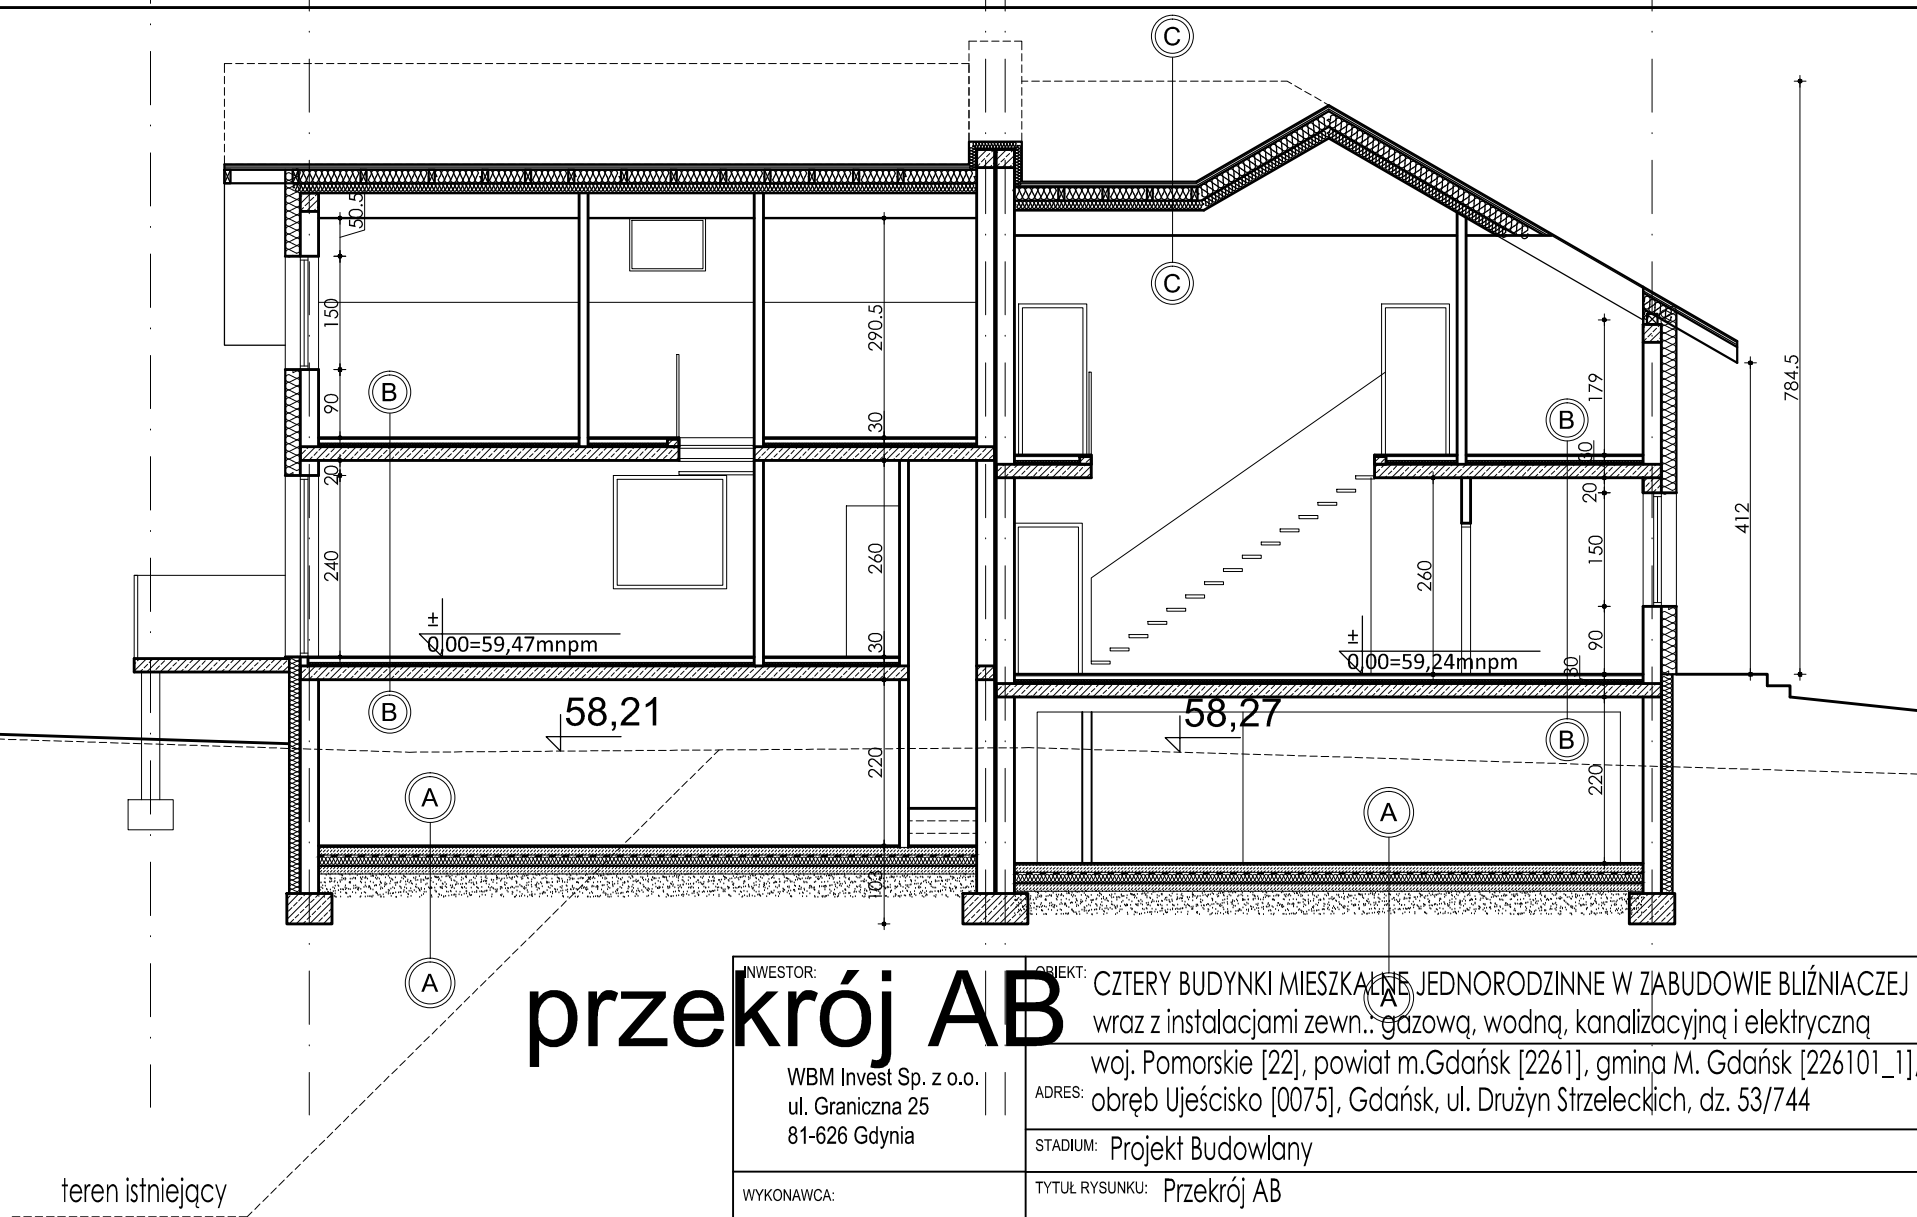 C
C
50.5
150
90
20
240
290.5
30
260
30
220
103
B
B
A
A
±
0,00=59,47mnpm
58,21
179
30
20
150
90
30
220
260
412
784.5
B
B
A
A
±
0,00=59,24mnpm
58,27
przekrój AB
teren istniejący
INWESTOR:
WBM Invest Sp. z o.o.
ul. Graniczna 25
81-626 Gdynia
WYKONAWCA:
OBIEKT: CZTERY BUDYNKI MIESZKALNE JEDNORODZINNE W ZABUDOWIE BLIŹNIACZEJ
wraz z instalacjami zewn.: gazową, wodną, kanalizacyjną i elektryczną
woj. Pomorskie [22], powiat m.Gdańsk [2261], gmina M. Gdańsk [226101_1],
ADRES: obręb Ujeścisko [0075], Gdańsk, ul. Drużyn Strzeleckich, dz. 53/744
STADIUM: Projekt Budowlany
TYTUŁ RYSUNKU: Przekrój AB